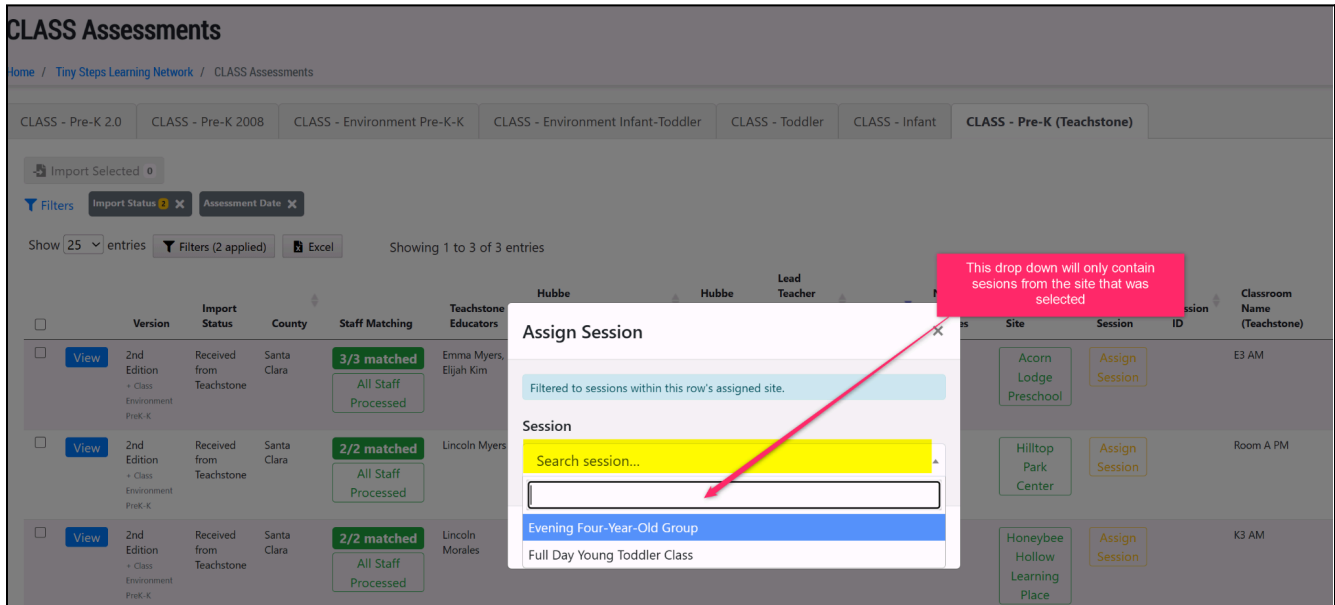 CLASS Assessments
Home / Tiny Steps Learning Network / CLASS Assessments
CLASS - Pre-K 2.0
CLASS - Pre-K 2008
CLASS - Environment Pre-K-K
CLASS - Environment Infant-Toddler
CLASS - Toddler
CLASS - Infant
CLASS - Pre-K (Teachstone)
Import Selected 0
Filters
Import Status 2 ×
Assessment Date ×
Show 25 entries
Filters (2 applied)
Excel
Showing 1 to 3 of 3 entries
This drop down will only contain
sesions from the site that was
selected
Version
Import
Status
County
Staff Matching
Teachstone
Educators
Hubbe
Hubbe
Lead
Teacher
Site
Session
ID
Classroom
Name
(Teachstone)
View
2nd
Edition
+ Class
Environment
PreK-K
Received
from
Teachstone
Santa
Clara
3/3 matched
All Staff
Processed
Emma Myers,
Elijah Kim
Acorn
Lodge
Preschool
Assign
Session
E3 AM
View
2nd
Edition
+ Class
Environment
PreK-K
Received
from
Teachstone
Santa
Clara
2/2 matched
All Staff
Processed
Lincoln Myers
Hilltop
Park
Center
Assign
Session
Room A PM
View
2nd
Edition
+ Class
Environment
PreK-K
Received
from
Teachstone
Santa
Clara
2/2 matched
All Staff
Processed
Lincoln
Morales
Honeybee
Hollow
Learning
Place
Assign
Session
K3 AM
Assign Session
×
Filtered to sessions within this row's assigned site.
Session
Search session...
Evening Four-Year-Old Group
Full Day Young Toddler Class